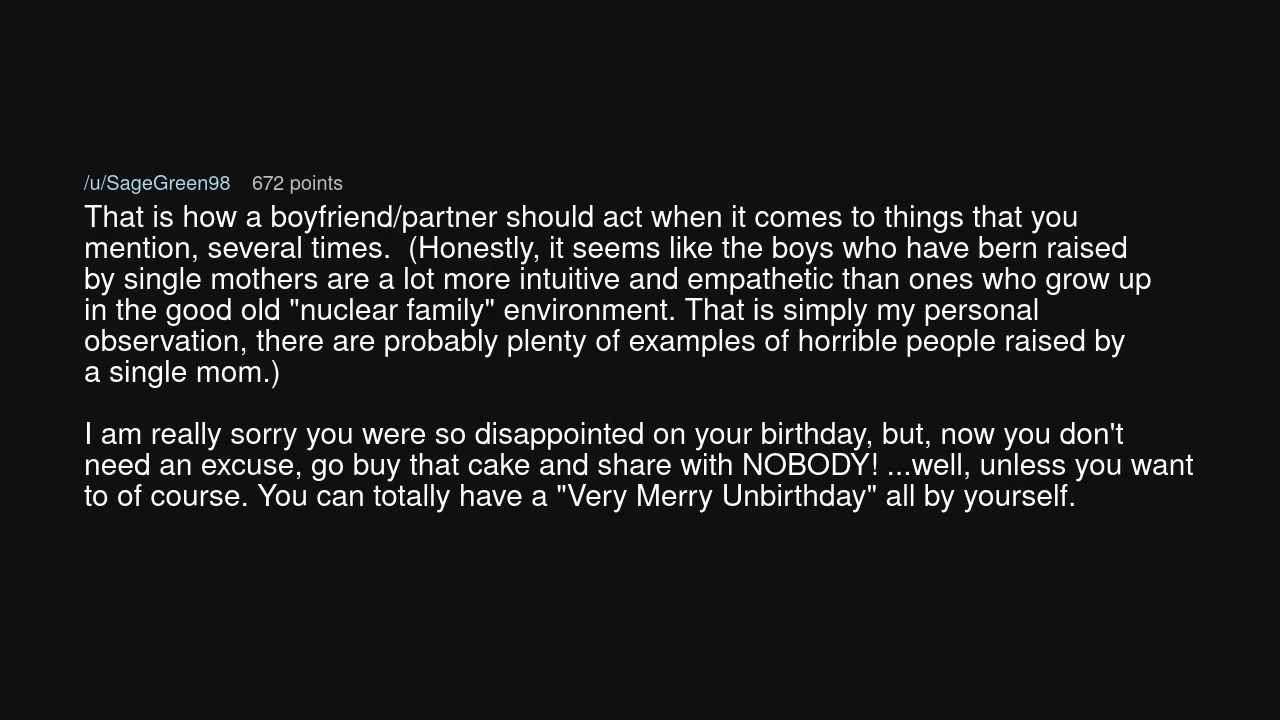 /u/SageGreen98 672 points
That is how a boyfriend/partner should act when it comes to things that you
mention, several times.  (Honestly, it seems like the boys who have bern raised
by single mothers are a lot more intuitive and empathetic than ones who grow up
in the good old "nuclear family" environment. That is simply my personal
observation, there are probably plenty of examples of horrible people raised by
a single mom.)
I am really sorry you were so disappointed on your birthday, but, now you don't
need an excuse, go buy that cake and share with NOBODY! ...well, unless you want
to of course. You can totally have a "Very Merry Unbirthday" all by yourself.